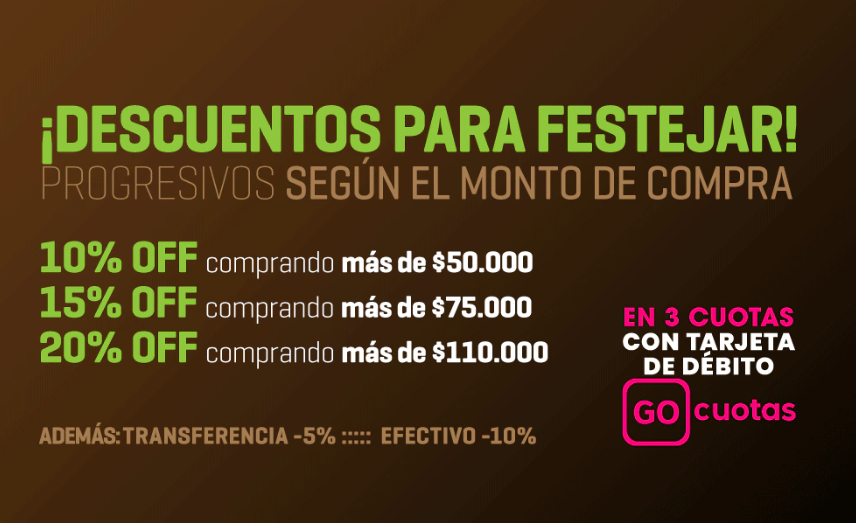 ¡DESCUENTOS PARA FESTEJAR!
PROGRESIVOS SEGÚN EL MONTO DE COMPRA
10% OFF comprando más de $50.000
15% OFF comprando más de $75.000
20% OFF comprando más de $110.000
ADEMÁS: TRANSFERENCIA -5% ::::: EFECTIVO -10%
EN 3 CUOTAS
CON TARJETA
DE DÉBITO
GO cuotas